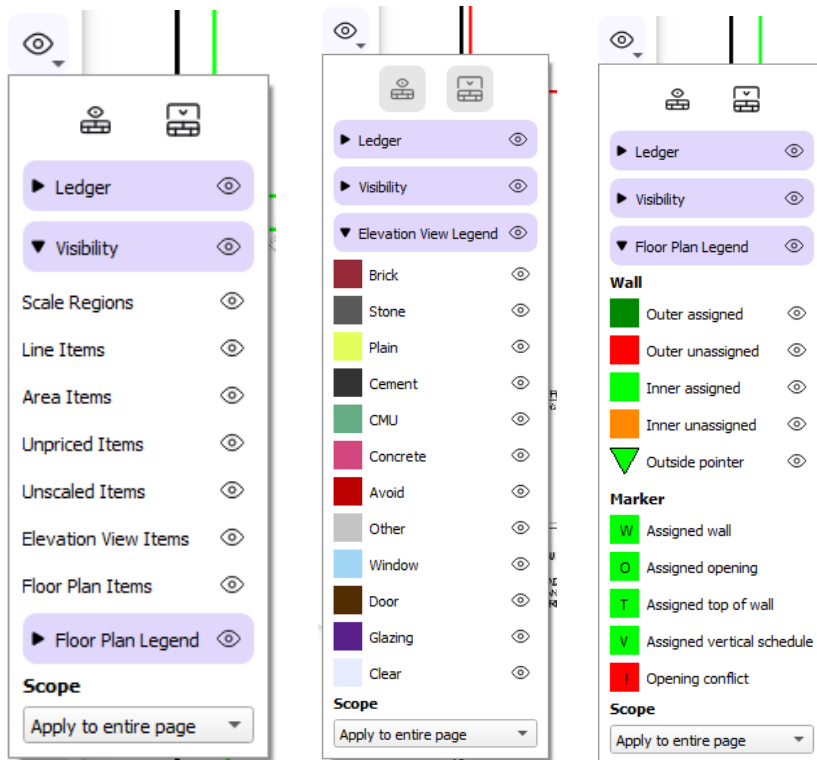 Ledger
Visibility
Scale Regions
Line Items
Area Items
Unpriced Items
Unscaled Items
Elevation View Items
Floor Plan Items
Floor Plan Legend
Scope
Apply to entire page
Ledger
Visibility
Elevation View Legend
Brick
Stone
Plain
Cement
CMU
Concrete
Avoid
Other
Window
Door
Glazing
Clear
Scope
Apply to entire page
Ledger
Visibility
Floor Plan Legend
Wall
Outer assigned
Outer unassigned
Inner assigned
Inner unassigned
Outside pointer
Marker
W Assigned wall
O Assigned opening
T Assigned top of wall
V Assigned vertical schedule
! Opening conflict
Scope
Apply to entire page